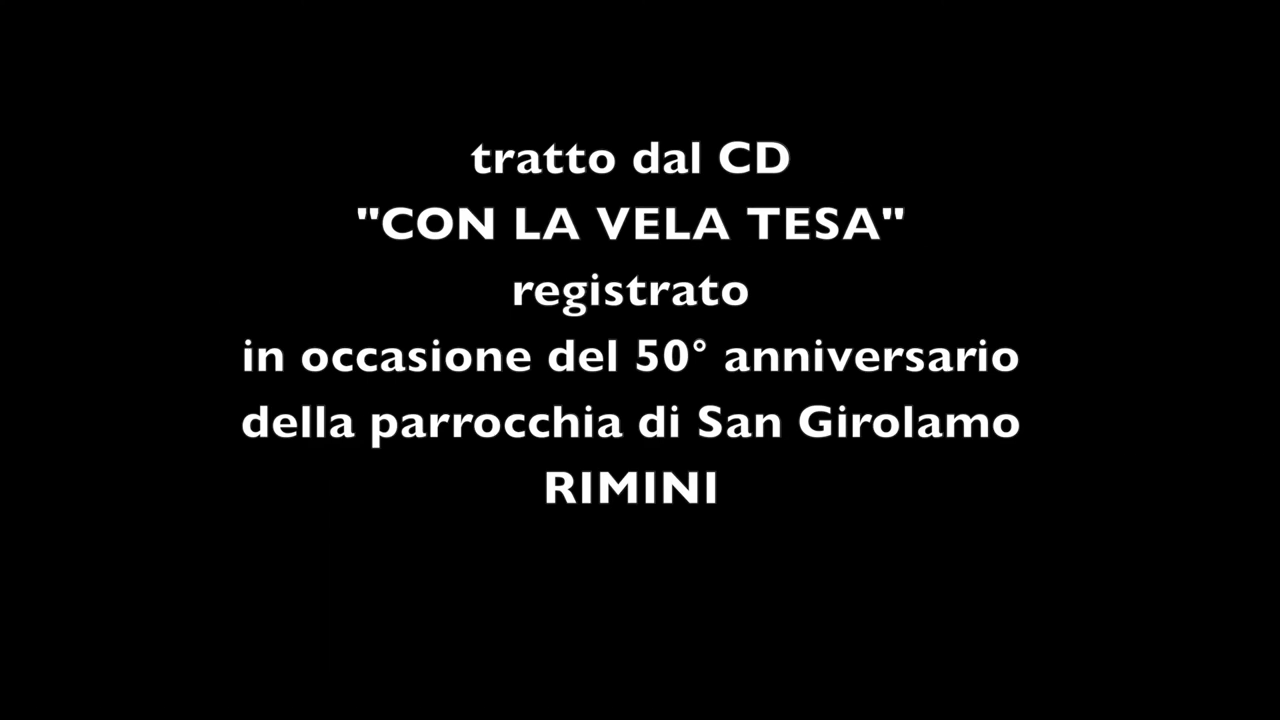 tratto dal CD
"CON LA VELA TESA"
registrato
in occasione del 50° anniversario
della parrocchia di San Girolamo
RIMINI